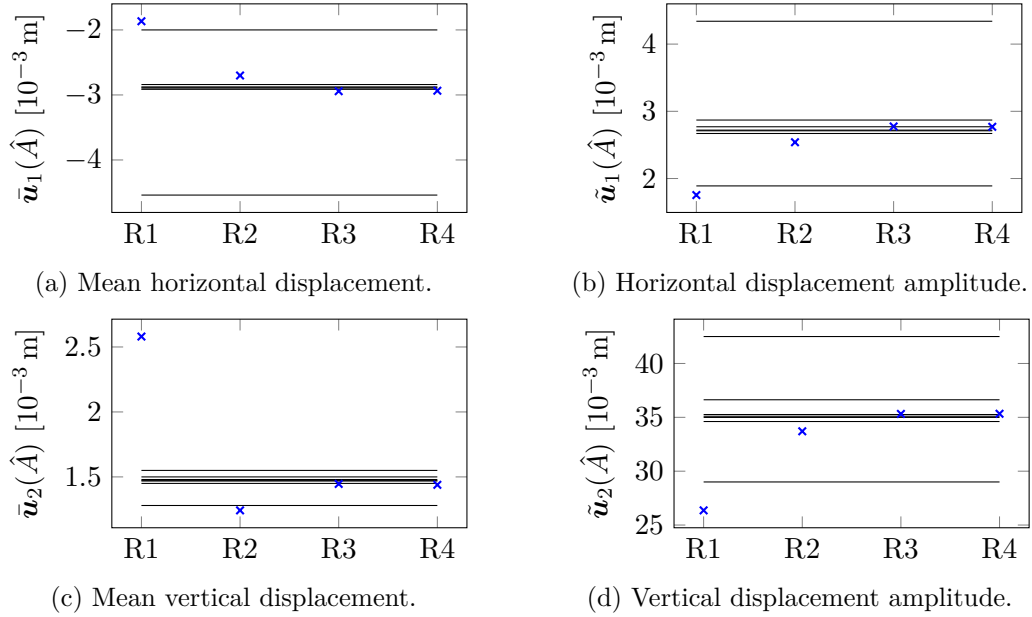 ū₁(Â) [10⁻³ m]
−2
−3
−4
R1 R2 R3 R4
(a) Mean horizontal displacement.
ũ₁(Â) [10⁻³ m]
4
3
2
R1 R2 R3 R4
(b) Horizontal displacement amplitude.
ū₂(Â) [10⁻³ m]
2.5
2
1.5
R1 R2 R3 R4
(c) Mean vertical displacement.
ũ₂(Â) [10⁻³ m]
40
35
30
25
R1 R2 R3 R4
(d) Vertical displacement amplitude.